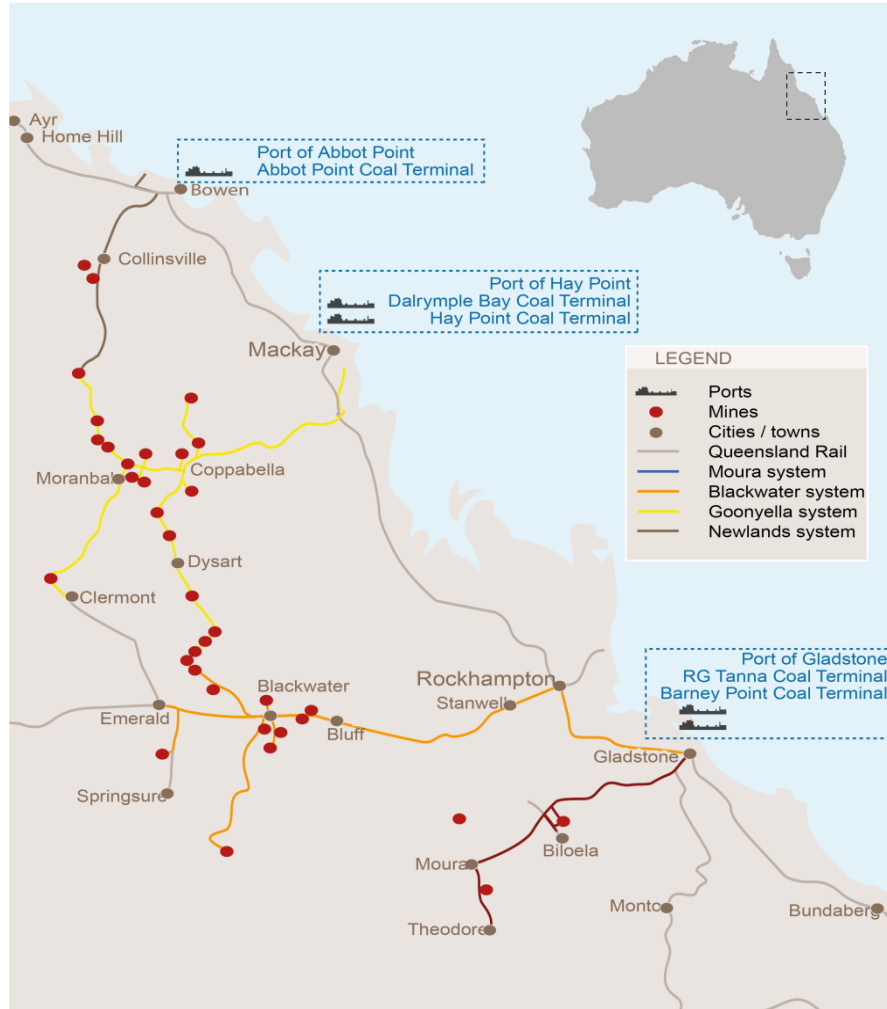 Ayr
Home Hill
Port of Abbot Point
Abbot Point Coal Terminal
Bowen
Collinsville
Port of Hay Point
Dalrymple Bay Coal Terminal
Hay Point Coal Terminal
Mackay
LEGEND
Ports
Mines
Cities / towns
Queensland Rail
Moura system
Blackwater system
Goonyella system
Newlands system
Coppabella
Moranbah
Dysart
Clermont
Port of Gladstone
RG Tanna Coal Terminal
Barney Point Coal Terminal
Rockhampton
Blackwater
Stanwell
Emerald
Bluff
Gladstone
Springsure
Biloela
Moura
Theodore
Monto
Bundaberg